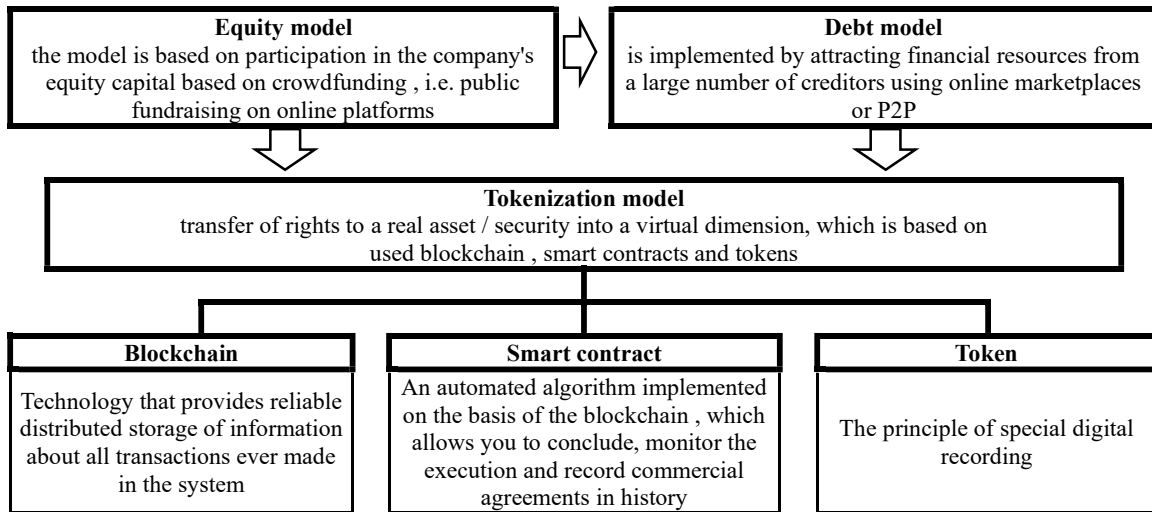 Equity model
the model is based on participation in the company's
equity capital based on crowdfunding , i.e. public
fundraising on online platforms
Debt model
is implemented by attracting financial resources from
a large number of creditors using online marketplaces
or P2P
Tokenization model
transfer of rights to a real asset / security into a virtual dimension, which is based on
used blockchain , smart contracts and tokens
Blockchain
Technology that provides reliable
distributed storage of information
about all transactions ever made
in the system
Smart contract
An automated algorithm implemented
on the basis of the blockchain , which
allows you to conclude, monitor the
execution and record commercial
agreements in history
Token
The principle of special digital
recording